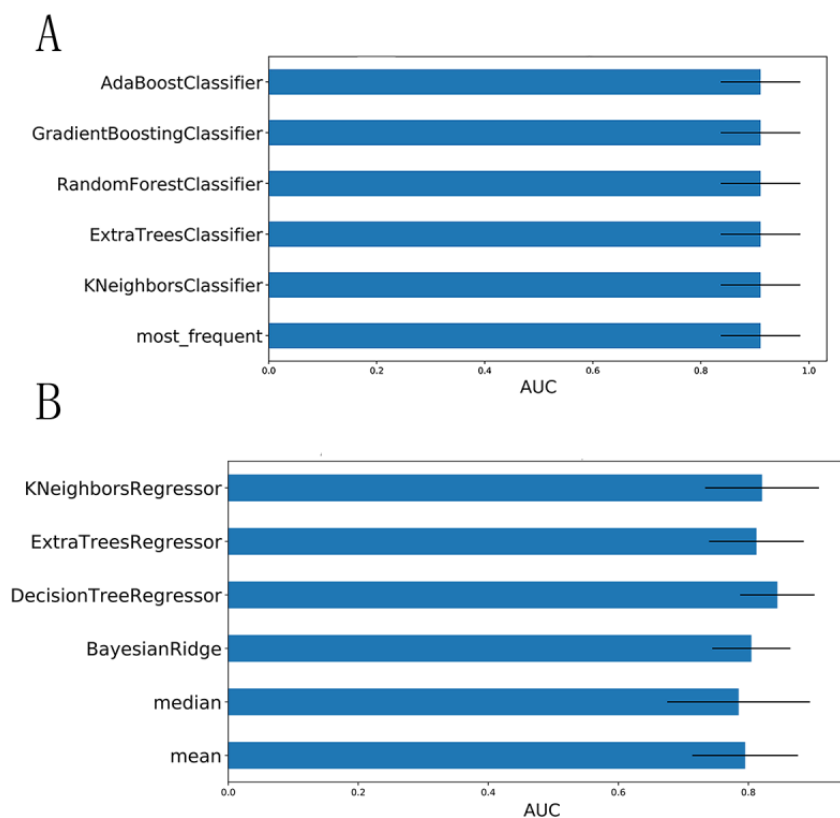 A
AdaBoostClassifier
GradientBoostingClassifier
RandomForestClassifier
ExtraTreesClassifier
KNeighborsClassifier
most_frequent
0.0 0.2 0.4 0.6 0.8 1.0
AUC
B
KNeighborsRegressor
ExtraTreesRegressor
DecisionTreeRegressor
BayesianRidge
median
mean
0.0 0.2 0.4 0.6 0.8
AUC